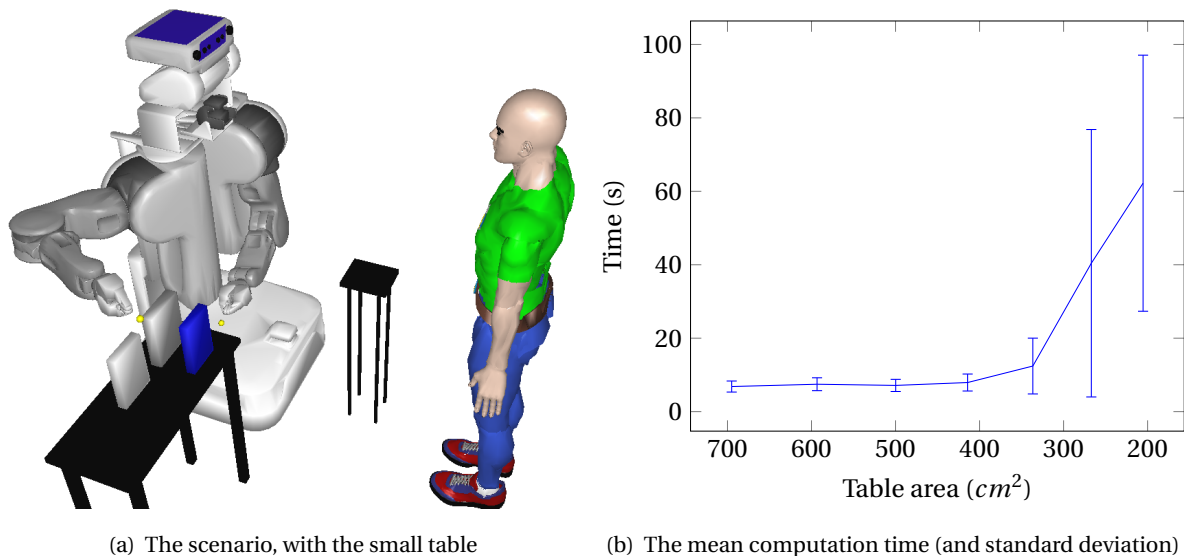 100
80
60
40
20
0
Time (s)
700 600 500 400 300 200
Table area (cm²)
(a) The scenario, with the small table
(b) The mean computation time (and standard deviation)